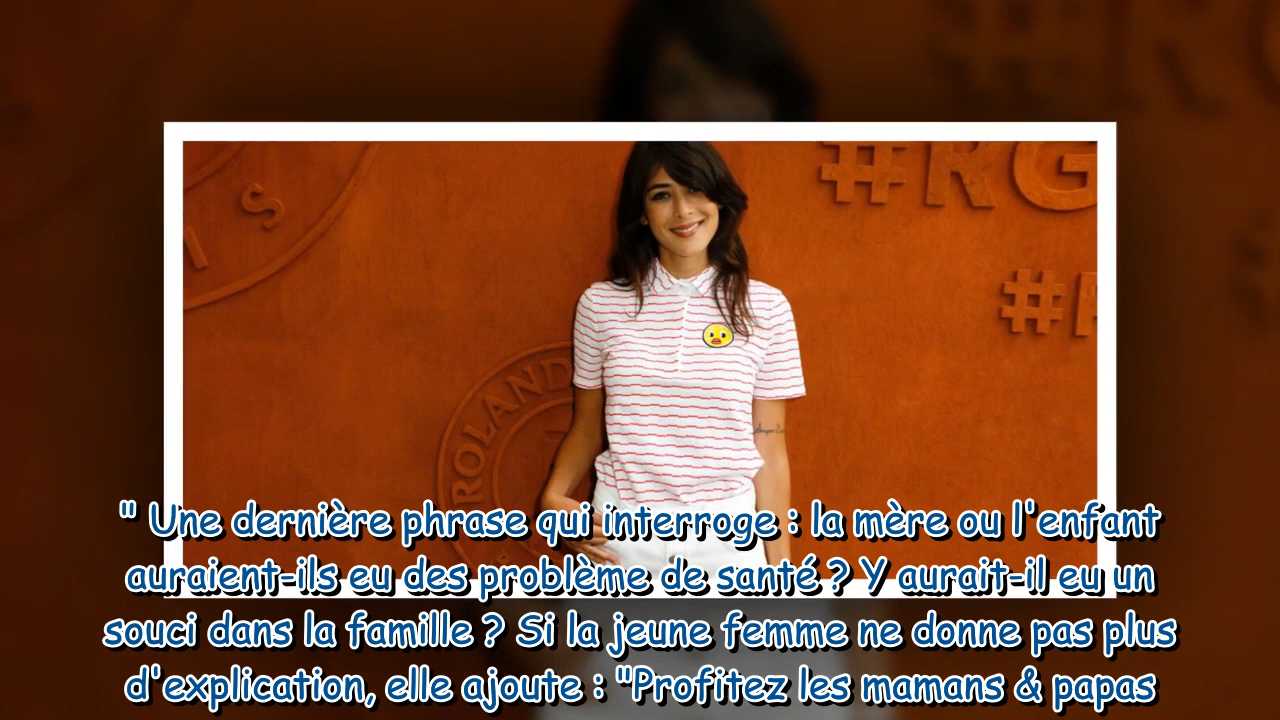 #RG
S
I
#R
ROLAND
" Une dernière phrase qui interroge : la mère ou l'enfant
auraient-ils eu des problème de santé ? Y aurait-il eu un
souci dans la famille ? Si la jeune femme ne donne pas plus
d'explication, elle ajoute : "Profitez les mamans & papas